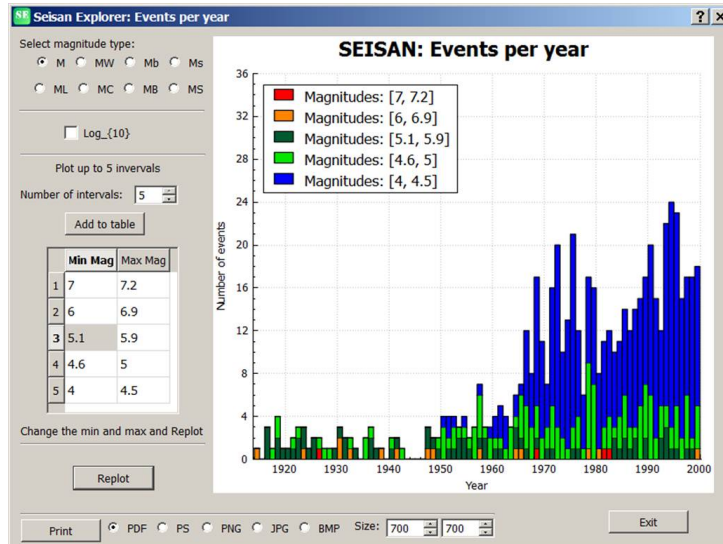 SE Seisan Explorer: Events per year
Select magnitude type:
M MW Mb Ms
ML MC MB MS
Log_{10}
Plot up to 5 invervals
Number of intervals: 5
Add to table
Min Mag Max Mag
1 7 7.2
2 6 6.9
3 5.1 5.9
4 4.6 5
5 4 4.5
Change the min and max and Replot
Replot
SEISAN: Events per year
Magnitudes: [7, 7.2]
Magnitudes: [6, 6.9]
Magnitudes: [5.1, 5.9]
Magnitudes: [4.6, 5]
Magnitudes: [4, 4.5]
Number of events
36
32
28
24
20
16
12
8
4
0
1920 1930 1940 1950 1960 1970 1980 1990 2000
Year
Print PDF PS PNG JPG BMP Size: 700 700
Exit